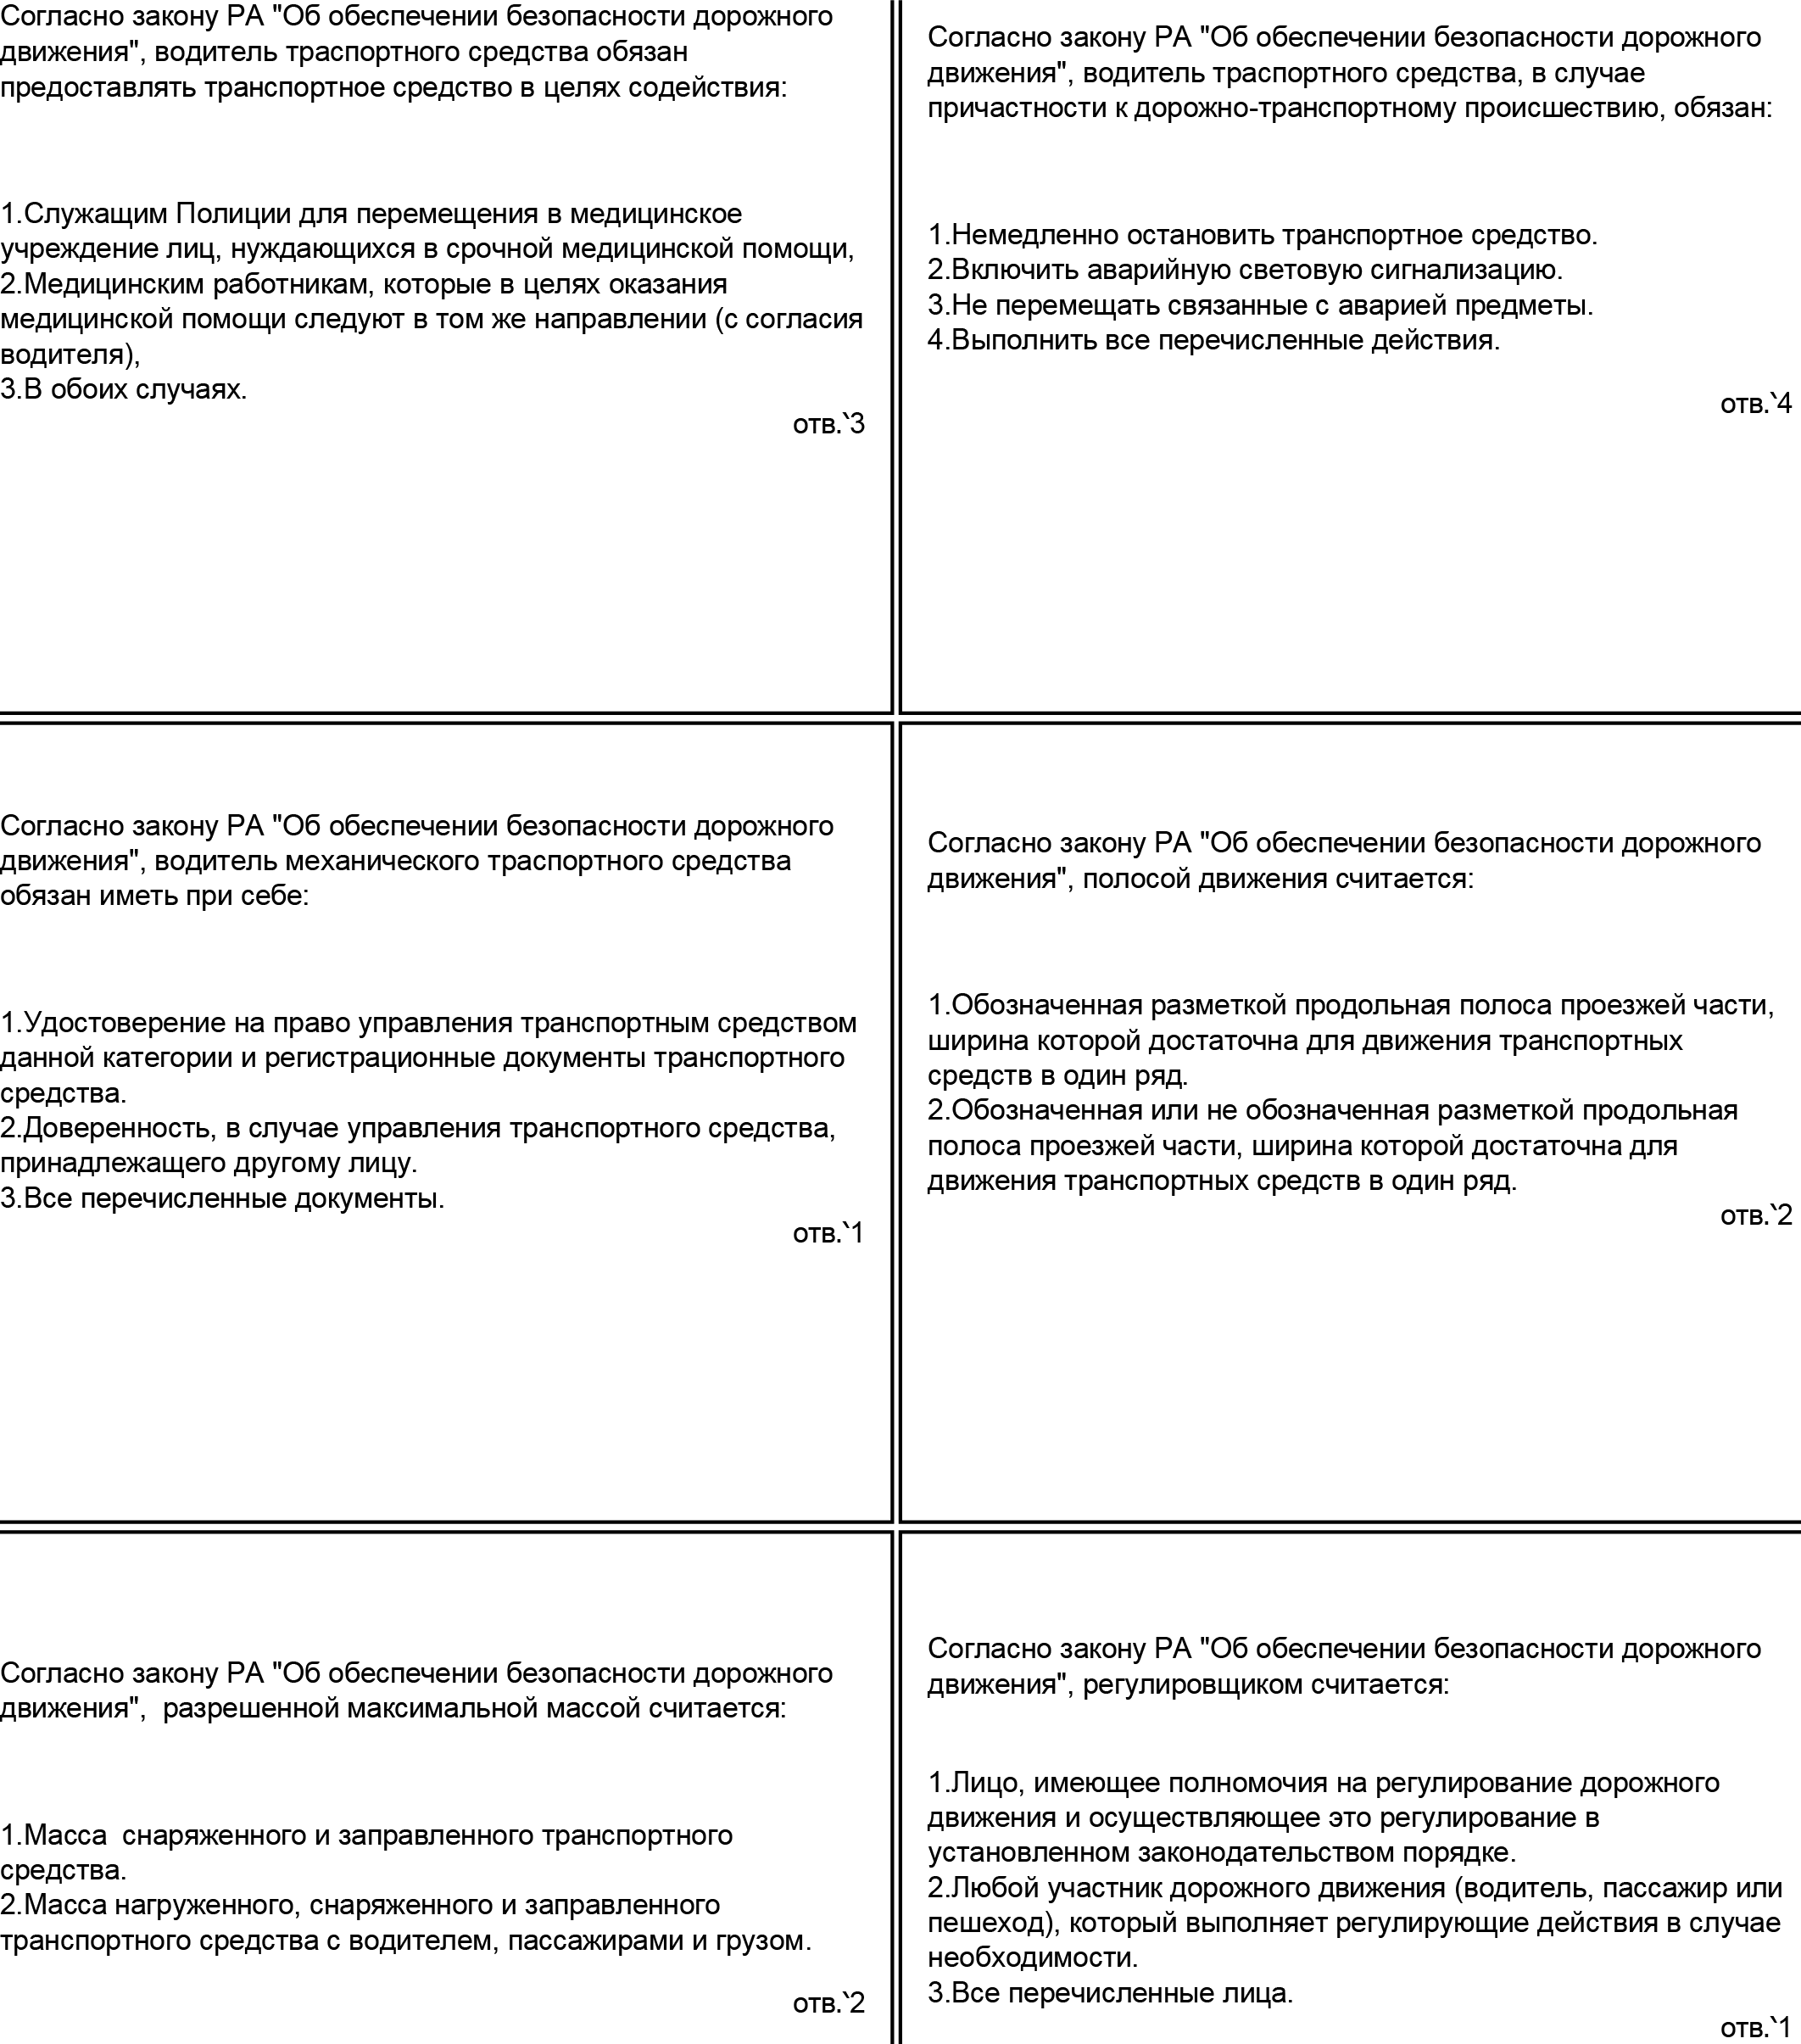 Согласно закону РА "Об обеспечении безопасности дорожного
движения", водитель траспортного средства обязан
предоставлять транспортное средство в целях содействия:
1.Служащим Полиции для перемещения в медицинское
учреждение лиц, нуждающихся в срочной медицинской помощи,
2.Медицинским работникам, которые в целях оказания
медицинской помощи следуют в том же направлении (с согласия
водителя),
3.В обоих случаях.
отв.՝3
Согласно закону РА "Об обеспечении безопасности дорожного
движения", водитель траспортного средства, в случае
причастности к дорожно-транспортному происшествию, обязан:
1.Немедленно остановить транспортное средство.
2.Включить аварийную световую сигнализацию.
3.Не перемещать связанные с аварией предметы.
4.Выполнить все перечисленные действия.
отв.՝4
Согласно закону РА "Об обеспечении безопасности дорожного
движения", водитель механического траспортного средства
обязан иметь при себе:
1.Удостоверение на право управления транспортным средством
данной категории и регистрационные документы транспортного
средства.
2.Доверенность, в случае управления транспортного средства,
принадлежащего другому лицу.
3.Все перечисленные документы.
отв.՝1
Согласно закону РА "Об обеспечении безопасности дорожного
движения", полосой движения считается:
1.Обозначенная разметкой продольная полоса проезжей части,
ширина которой достаточна для движения транспортных
средств в один ряд.
2.Обозначенная или не обозначенная разметкой продольная
полоса проезжей части, ширина которой достаточна для
движения транспортных средств в один ряд.
отв.՝2
Согласно закону РА "Об обеспечении безопасности дорожного
движения",  разрешенной максимальной массой считается:
1.Масса  снаряженного и заправленного транспортного
средства.
2.Масса нагруженного, снаряженного и заправленного
транспортного средства с водителем, пассажирами и грузом.
отв.՝2
Согласно закону РА "Об обеспечении безопасности дорожного
движения", регулировщиком считается:
1.Лицо, имеющее полномочия на регулирование дорожного
движения и осуществляющее это регулирование в
установленном законодательством порядке.
2.Любой участник дорожного движения (водитель, пассажир или
пешеход), который выполняет регулирующие действия в случае
необходимости.
3.Все перечисленные лица.
отв.՝1